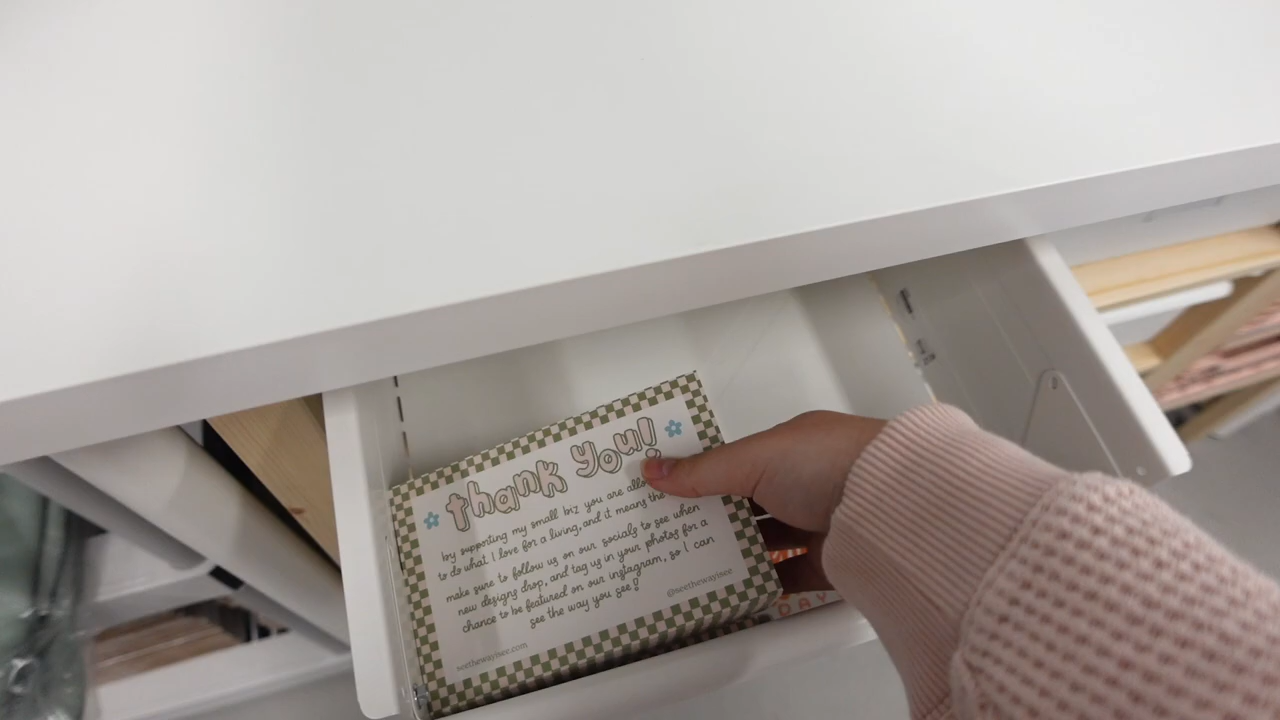 thank you!
by supporting my small biz you are allo
to do what I love for a living, and it means the
make sure to follow us on our socials to see when
new designs drop, and tag us in your photos for a
chance to be featured on our instagram, so I can
see the way you see!
@seethewayisee
seethewayisee.com
DAY